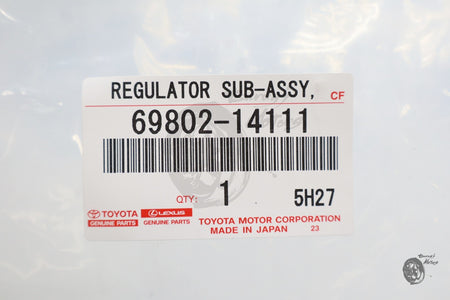 REGULATOR SUB-ASSY,
CF
69802-14111
QTY: 1 5H27
TOYOTA LEXUS TOYOTA MOTOR CORPORATION
GENUINE PARTS GENUINE PARTS MADE IN JAPAN 23